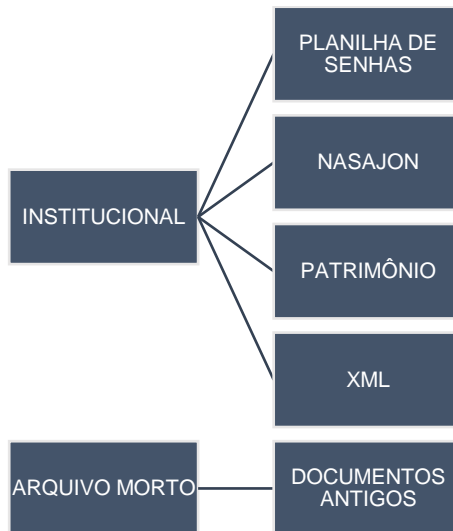 INSTITUCIONAL
PLANILHA DE
SENHAS
NASAJON
PATRIMÔNIO
XML
ARQUIVO MORTO
DOCUMENTOS
ANTIGOS